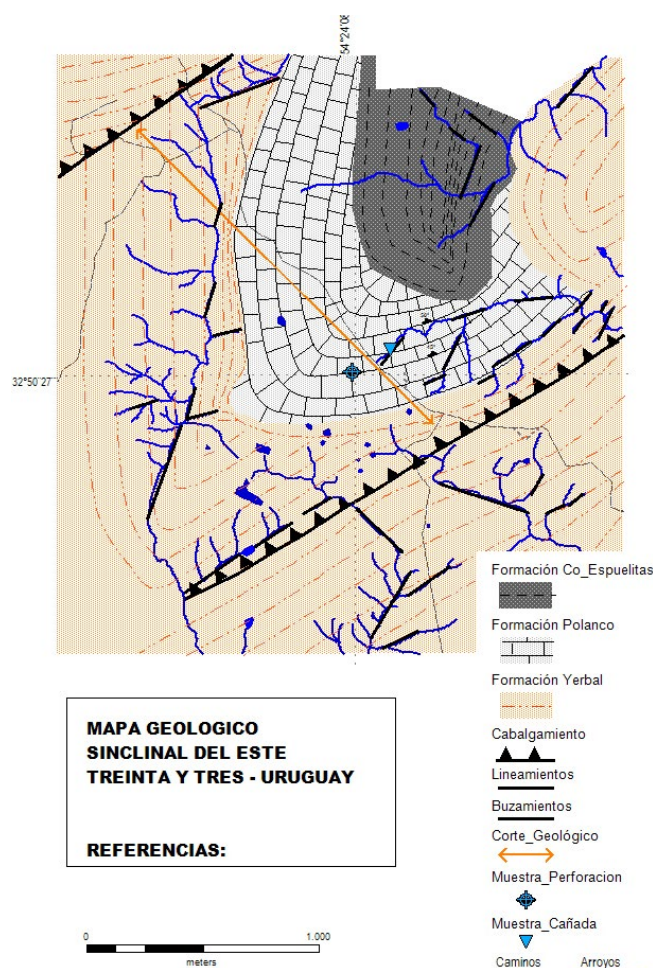 54°24'08
32°50'27
Formación Co_Espuelitas
Formación Polanco
Formación Yerbal
Cabalgamiento
Lineamientos
Buzamientos
Corte_Geológico
Muestra_Perforacion
Muestra_Cañada
Caminos Arroyos
MAPA GEOLOGICO
SINCLINAL DEL ESTE
TREINTA Y TRES - URUGUAY
REFERENCIAS:
0 1.000
meters